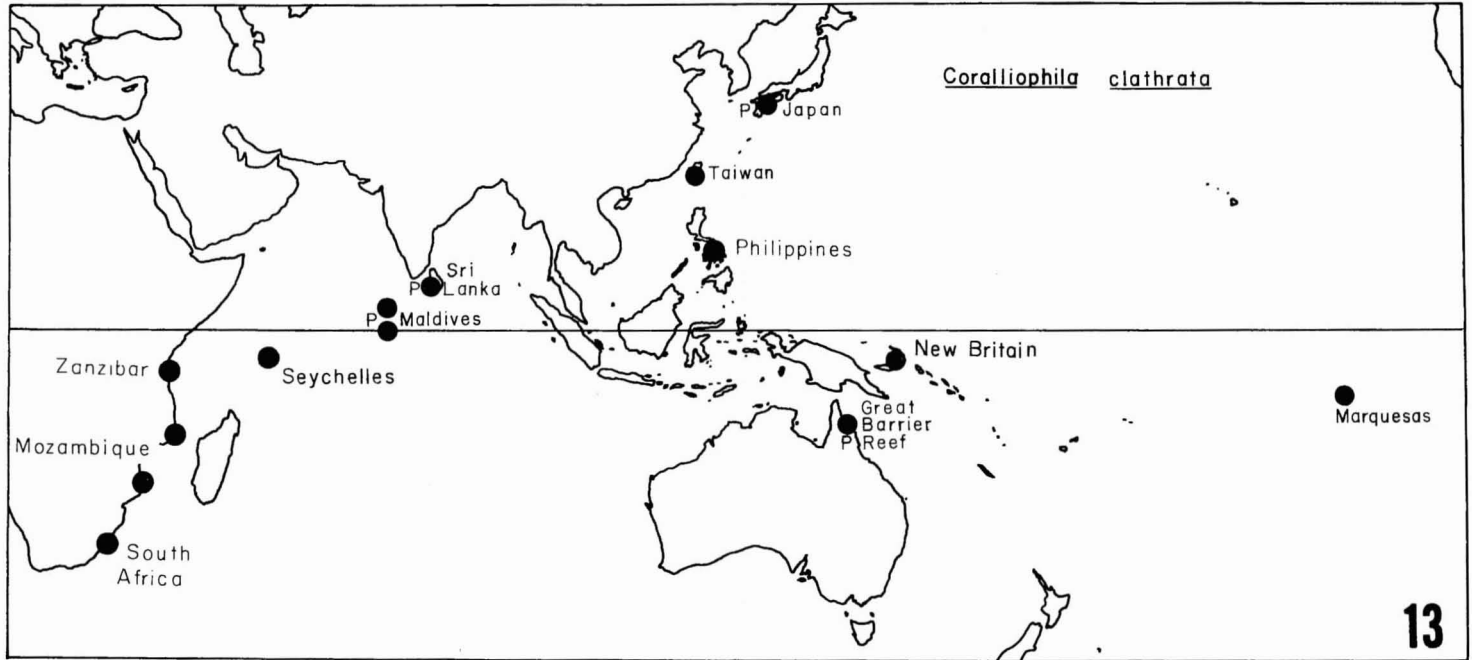 Coralliophila clathrata
P Japan
Taiwan
Philippines
Sri
P Lanka
P Maldives
Zanzibar
Seychelles
New Britain
Great
Barrier
P Reef
Marquesas
Mozambique
South
Africa
13